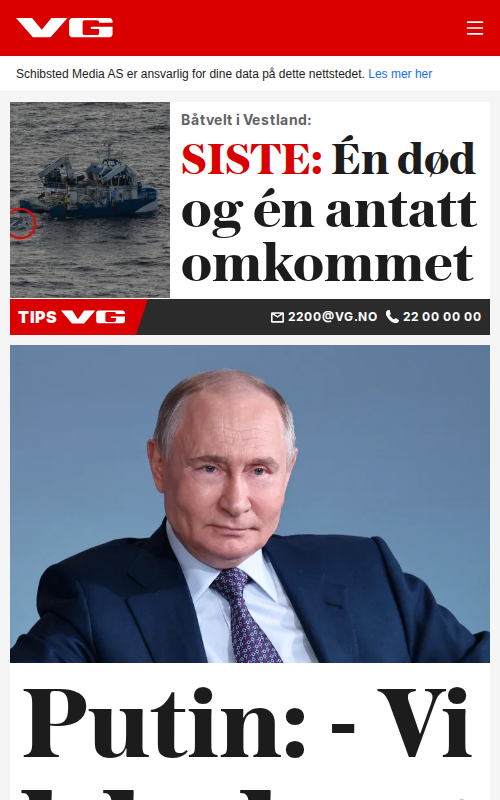 VG
Schibsted Media AS er ansvarlig for dine data på dette nettstedet. Les mer her
Båtvelt i Vestland:
SISTE: Én død
og én antatt
omkommet
TIPS VG
2200@VG.NO 22 00 00 00
Putin: - Vi